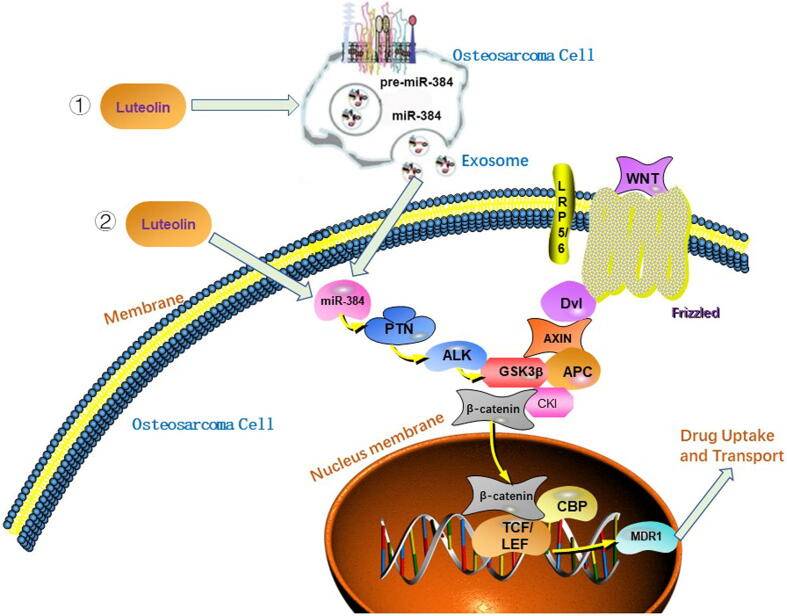 Osteosarcoma Cell
pre-miR-384
miR-384
①
Luteolin
Exosome
WNT
LRP5/6
②
Luteolin
Membrane
miR-384
Dvl
Frizzled
PTN
AXIN
ALK
GSK3β
APC
β-catenin
CKI
Osteosarcoma Cell
Nucleus membrane
Drug Uptake
and Transport
β-catenin
CBP
TCF/
LEF
MDR1